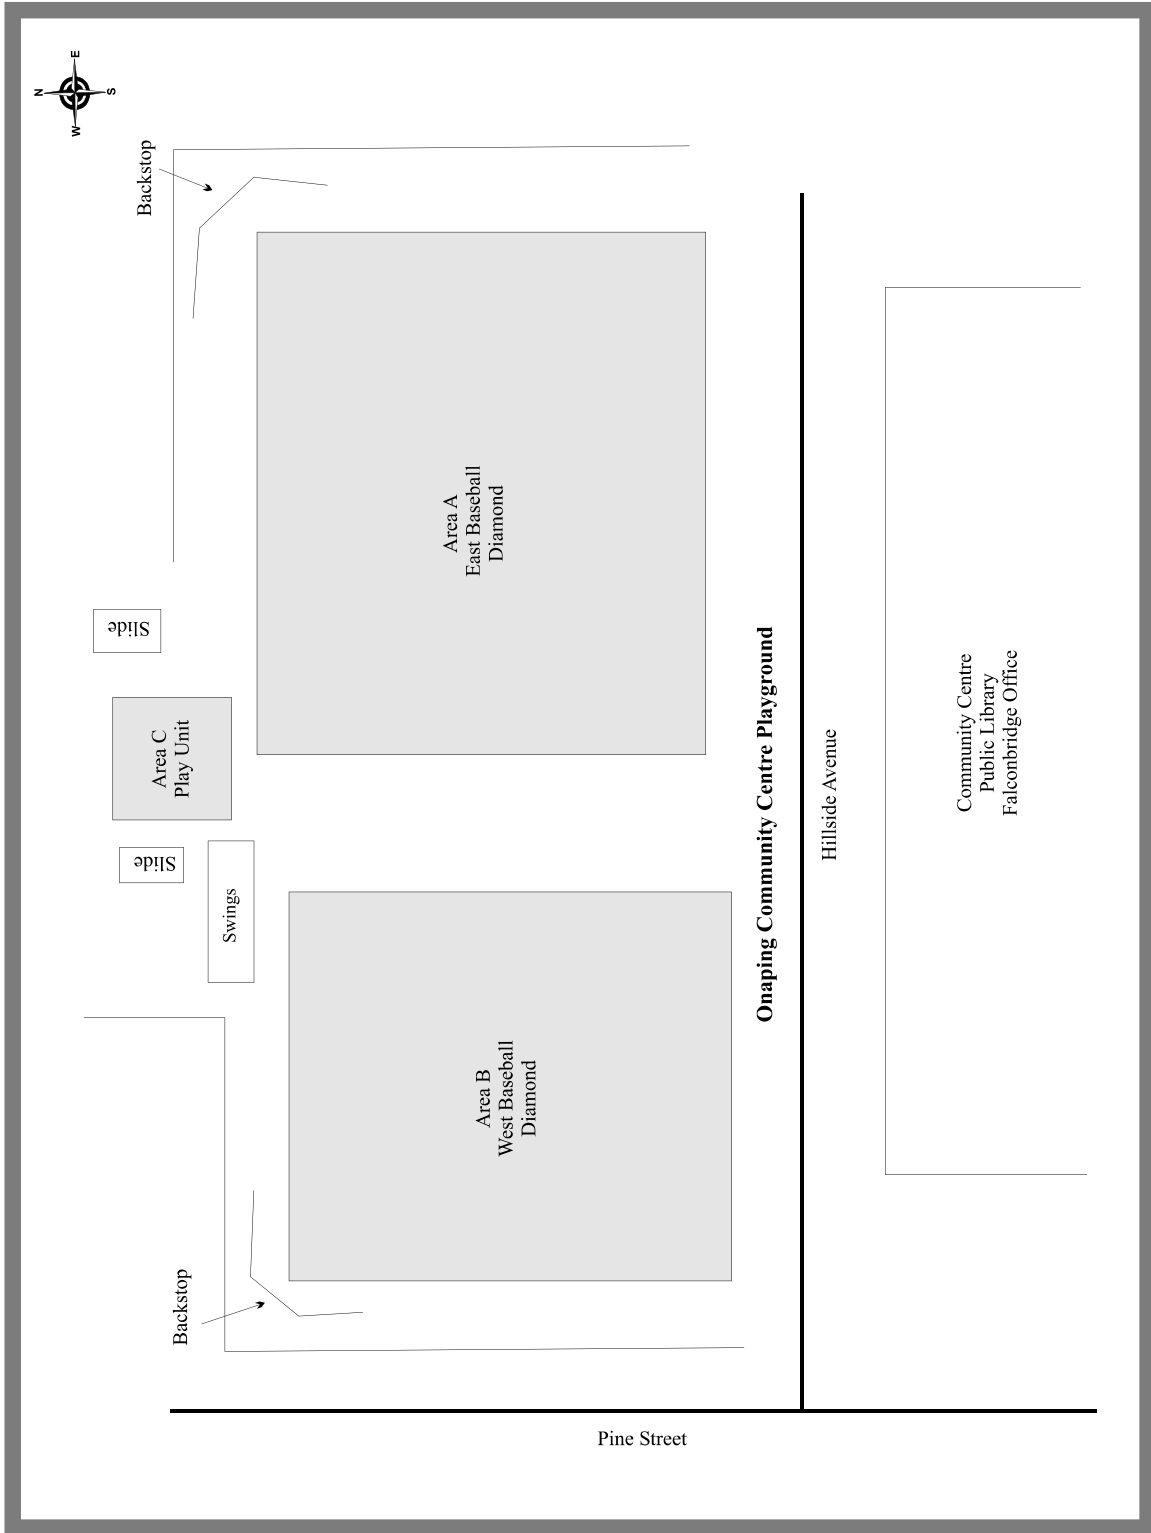 E
N
S
W
Backstop
Area A
East Baseball
Diamond
Slide
Area C
Play Unit
Slide
Swings
Onaping Community Centre Playground
Hillside Avenue
Community Centre
Public Library
Falconbridge Office
Area B
West Baseball
Diamond
Backstop
Pine Street